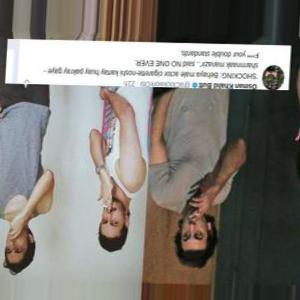 Osman Khalid Butt
SHOCKING. Behaya male actor cigarette-noshi kartay huay pakray gaye -
sharmnaak manazir'.. said NO ONE EVER.
F*** your double standards.